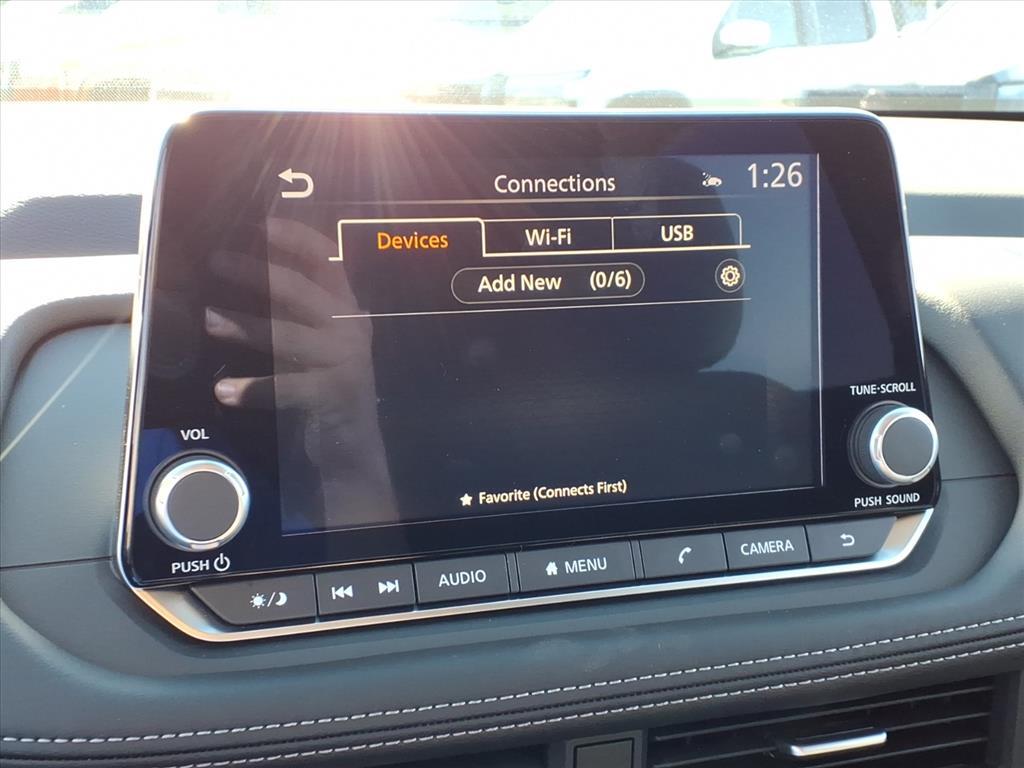 Connections 1:26
Devices Wi-Fi USB
Add New (0/6)
★ Favorite (Connects First)
VOL
PUSH
TUNE·SCROLL
PUSH SOUND
AUDIO MENU CAMERA